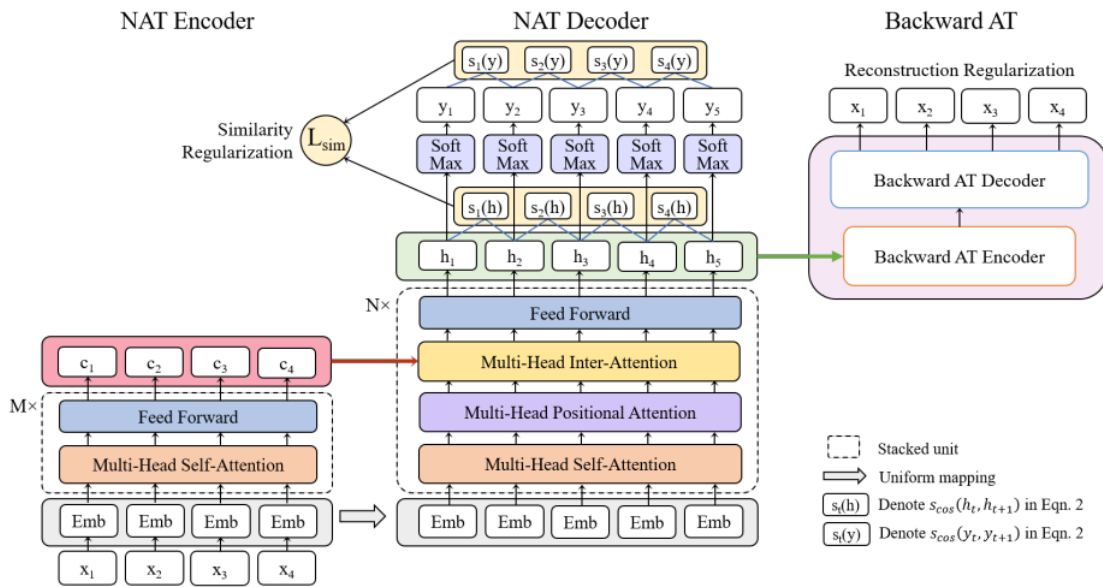 NAT Encoder
NAT Decoder
Backward AT
s₁(y) s₂(y) s₃(y) s₄(y)
Reconstruction Regularization
y₁ y₂ y₃ y₄ y₅
x₁ x₂ x₃ x₄
Similarity
Regularization
L_sim
Soft Max Soft Max Soft Max Soft Max Soft Max
Backward AT Decoder
s₁(h) s₂(h) s₃(h) s₄(h)
h₁ h₂ h₃ h₄ h₅
Backward AT Encoder
N×
Feed Forward
c₁ c₂ c₃ c₄
Multi-Head Inter-Attention
M×
Feed Forward
Multi-Head Positional Attention
Multi-Head Self-Attention
Multi-Head Self-Attention
Emb Emb Emb Emb
Emb Emb Emb Emb Emb
x₁ x₂ x₃ x₄
Stacked unit
Uniform mapping
sₜ(h) Denote s_cos(hₜ, hₜ₊₁) in Eqn. 2
sₜ(y) Denote s_cos(yₜ, yₜ₊₁) in Eqn. 2